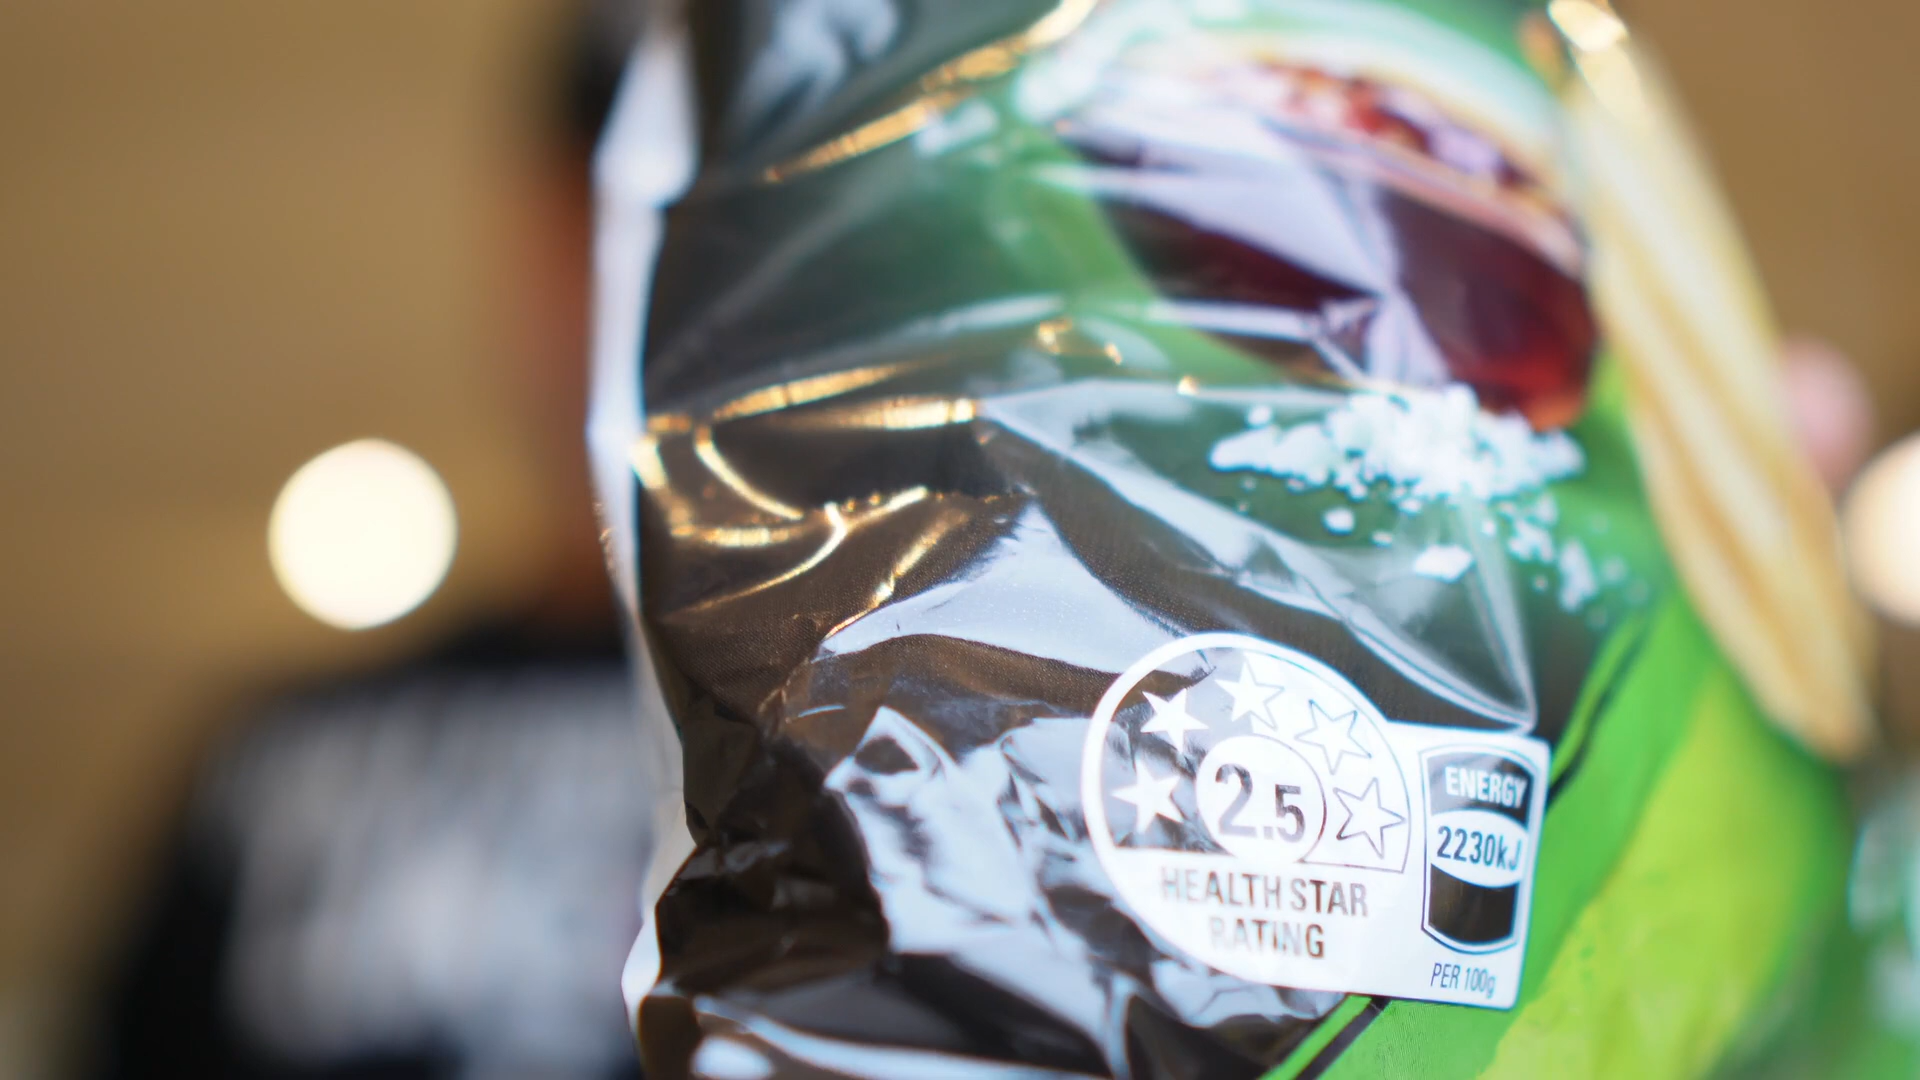 2.5
HEALTH STAR
RATING
ENERGY
2230kJ
PER 100g